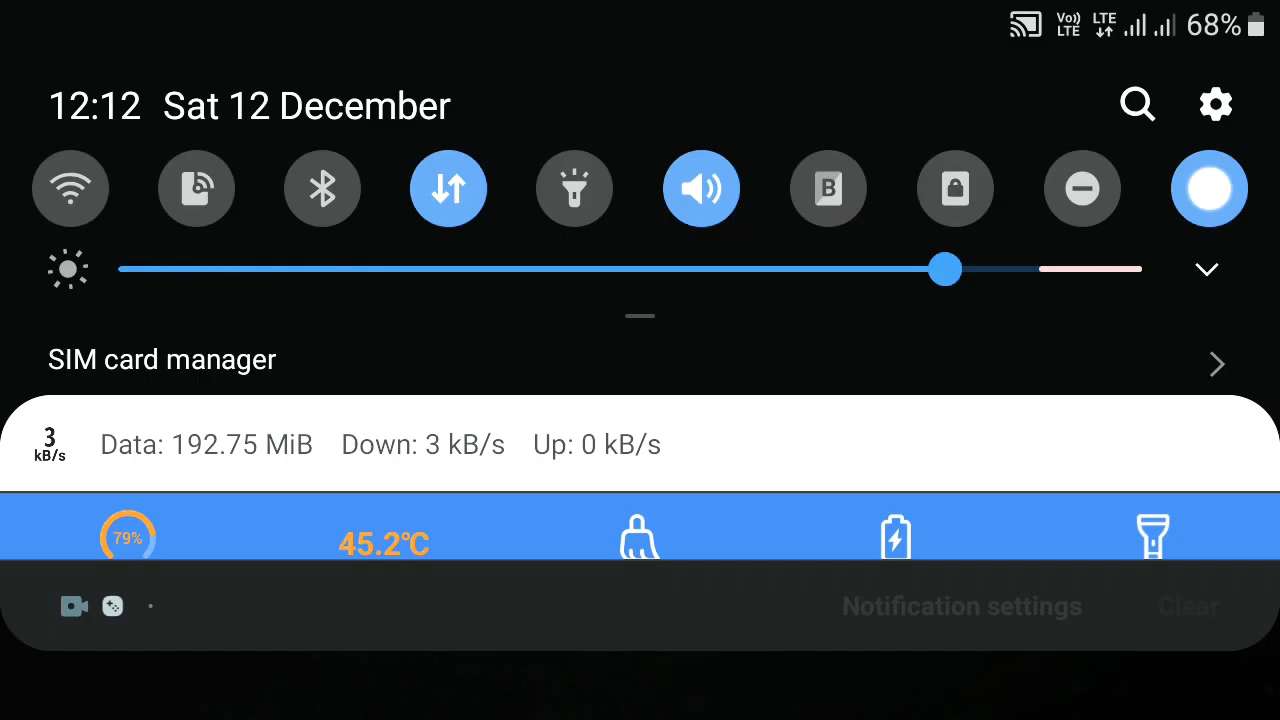 Vo)) LTE LTE 68%
12:12 Sat 12 December
B
SIM card manager
3 kB/s Data: 192.75 MiB Down: 3 kB/s Up: 0 kB/s
79% 45.2°C
Notification settings Clear